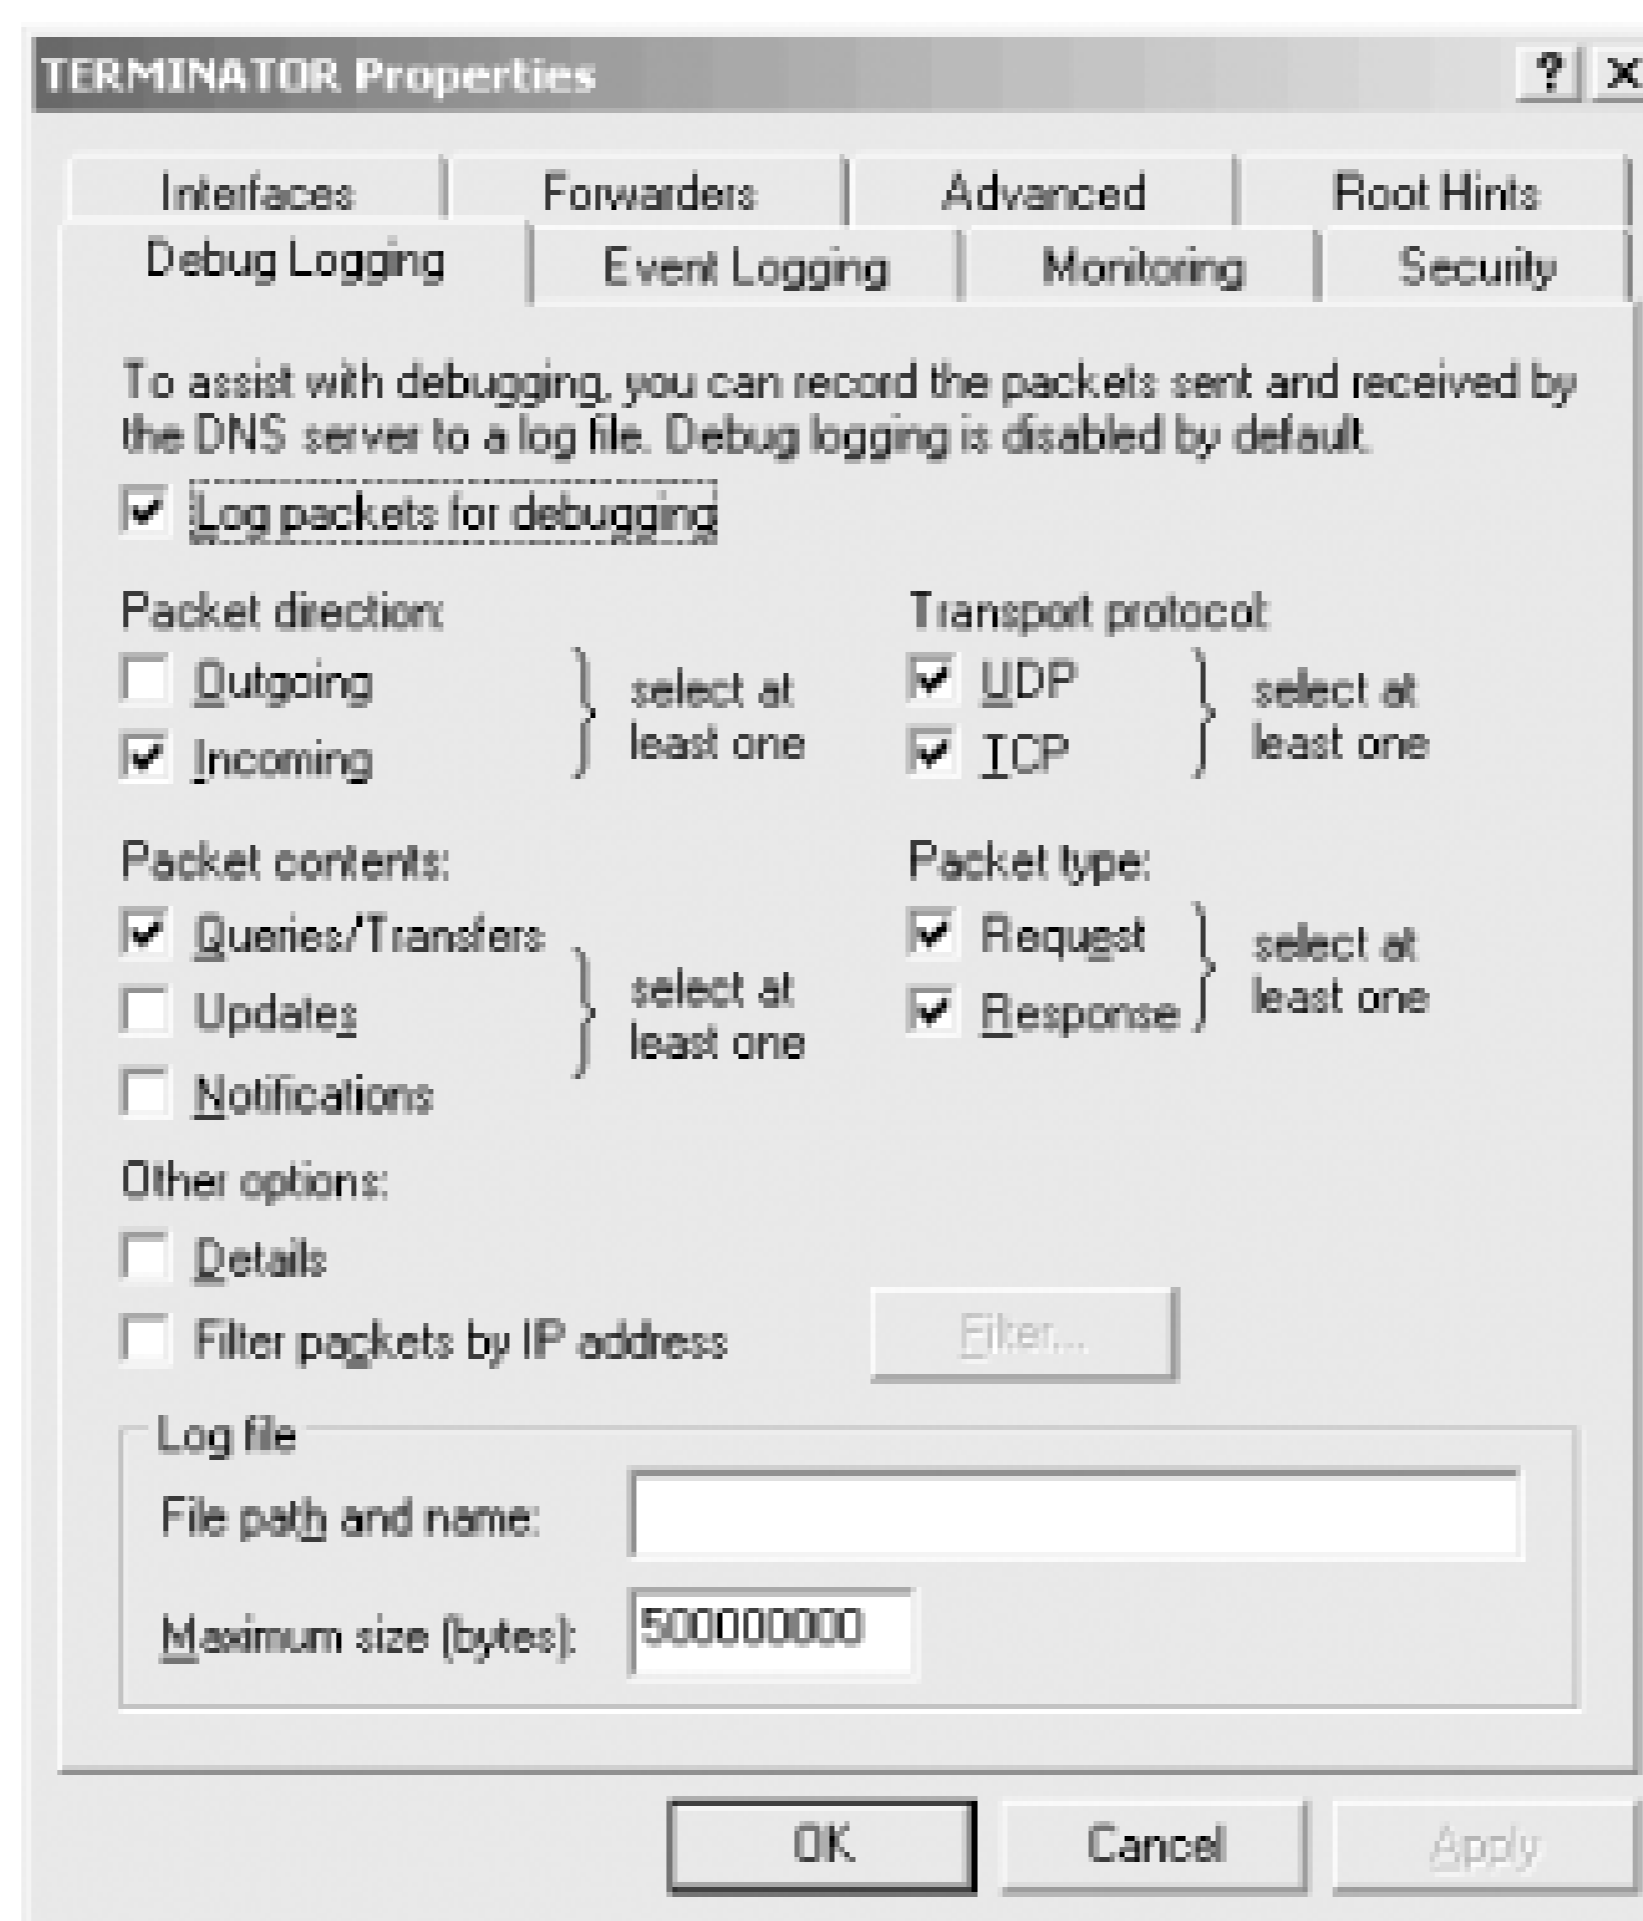 TERMINATOR Properties
Interfaces Forwarders Advanced Root Hints
Debug Logging Event Logging Monitoring Security
To assist with debugging, you can record the packets sent and received by
the DNS server to a log file. Debug logging is disabled by default.
Log packets for debugging
Packet direction:
Outgoing
Incoming
select at
least one
Transport protocol:
UDP
TCP
select at
least one
Packet contents:
Queries/Transfers
Updates
Notifications
select at
least one
Packet type:
Request
Response
select at
least one
Other options:
Details
Filter packets by IP address
Filter...
Log file
File path and name:
Maximum size (bytes):
500000000
OK Cancel Apply